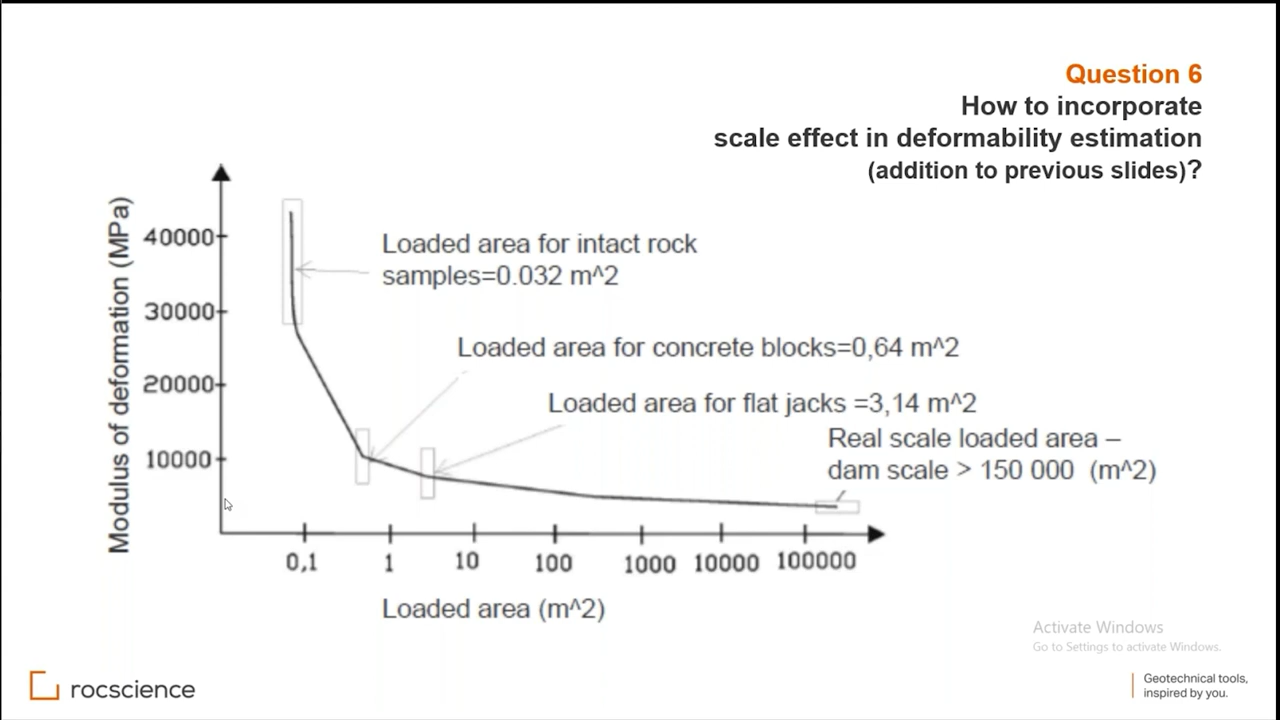 Question 6
How to incorporate
scale effect in deformability estimation
(addition to previous slides)?
Modulus of deformation (MPa)
40000
30000
20000
10000
Loaded area for intact rock
samples=0.032 m^2
Loaded area for concrete blocks=0,64 m^2
Loaded area for flat jacks =3,14 m^2
Real scale loaded area –
dam scale > 150 000 (m^2)
0,1 1 10 100 1000 10000 100000
Loaded area (m^2)
Activate Windows
Go to Settings to activate Windows.
rocscience
Geotechnical tools,
inspired by you.